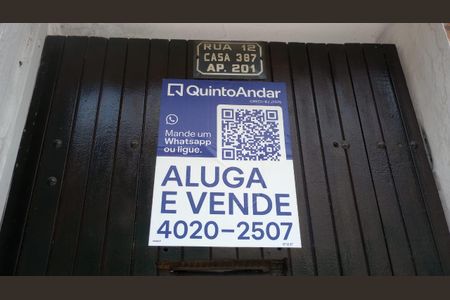 RUA 12
CASA 387
AP. 201
QuintoAndar
Mande um
Whatsapp
ou ligue.
ALUGA
E VENDE
4020-2507